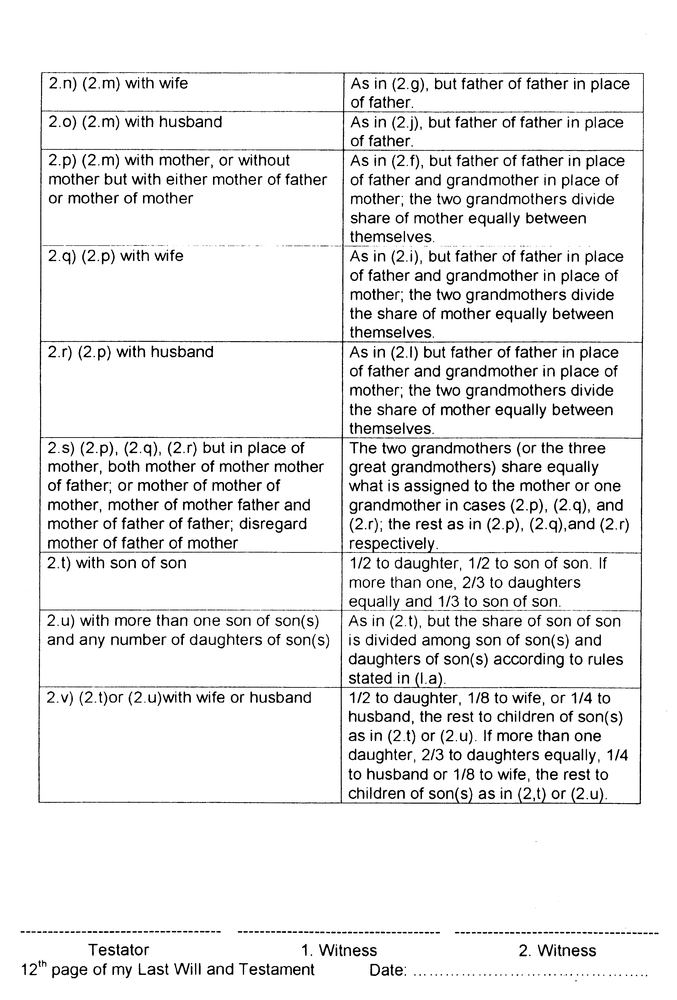 2.n) (2.m) with wife
As in (2.g), but father of father in place
of father.
2.o) (2.m) with husband
As in (2.j), but father of father in place
of father.
2.p) (2.m) with mother, or without
mother but with either mother of father
or mother of mother
As in (2.f), but father of father in place
of father and grandmother in place of
mother; the two grandmothers divide
share of mother equally between
themselves.
2.q) (2.p) with wife
As in (2.i), but father of father in place
of father and grandmother in place of
mother; the two grandmothers divide
the share of mother equally between
themselves.
2.r) (2.p) with husband
As in (2.l) but father of father in place
of father and grandmother in place of
mother; the two grandmothers divide
the share of mother equally between
themselves.
2.s) (2.p), (2.q), (2.r) but in place of
mother, both mother of mother mother
of father; or mother of mother of
mother, mother of mother father and
mother of father of father; disregard
mother of father of mother
The two grandmothers (or the three
great grandmothers) share equally
what is assigned to the mother or one
grandmother in cases (2.p), (2.q), and
(2.r); the rest as in (2.p), (2.q),and (2.r)
respectively.
2.t) with son of son
1/2 to daughter, 1/2 to son of son. If
more than one, 2/3 to daughters
equally and 1/3 to son of son.
2.u) with more than one son of son(s)
and any number of daughters of son(s)
As in (2.t), but the share of son of son
is divided among son of son(s) and
daughters of son(s) according to rules
stated in (l.a).
2.v) (2.t)or (2.u)with wife or husband
1/2 to daughter, 1/8 to wife, or 1/4 to
husband, the rest to children of son(s)
as in (2.t) or (2.u). If more than one
daughter, 2/3 to daughters equally, 1/4
to husband or 1/8 to wife, the rest to
children of son(s) as in (2,t) or (2.u).
Testator 1. Witness 2. Witness
12th page of my Last Will and Testament Date: ............................................